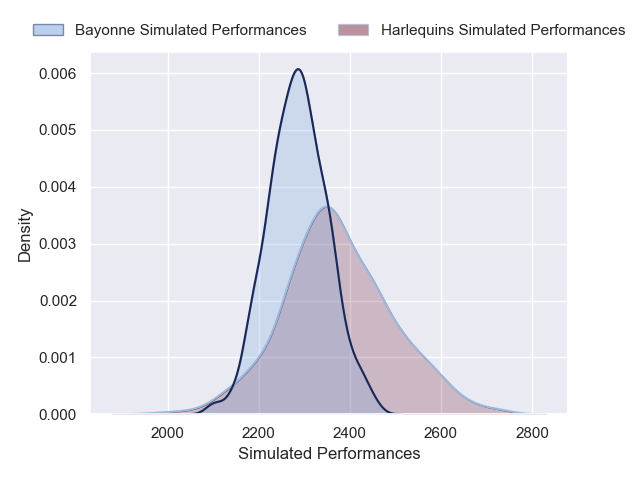 Bayonne Simulated Performances Harlequins Simulated Performances
0.006
0.005
0.004
0.003
0.002
0.001
0.000
Density
2000 2200 2400 2600 2800
Simulated Performances